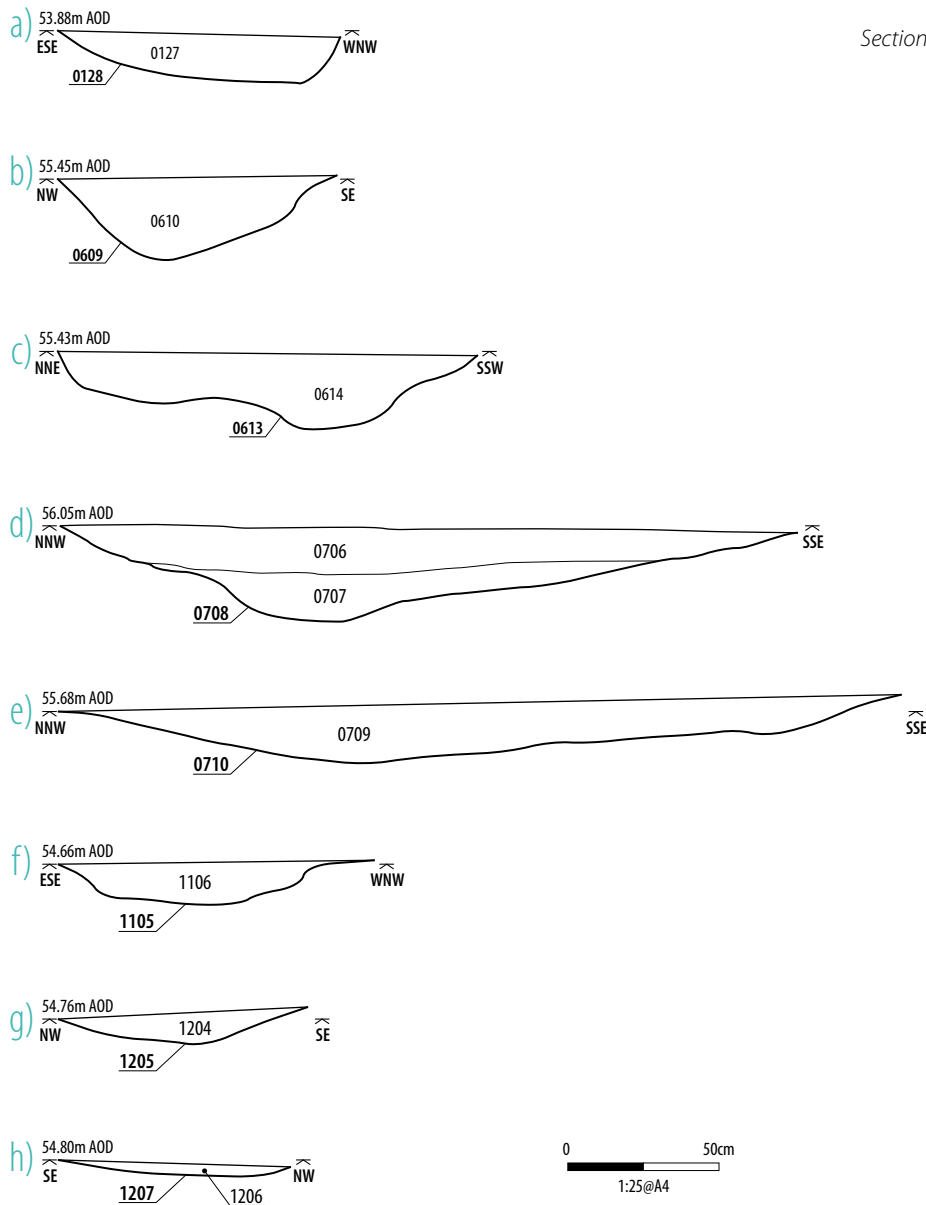 Section
a) 53.88m AOD
ESE
WNW
0127
0128
b) 55.45m AOD
NW
SE
0610
0609
c) 55.43m AOD
NNE
SSW
0614
0613
d) 56.05m AOD
NNW
SSE
0706
0707
0708
e) 55.68m AOD
NNW
SSE
0709
0710
f) 54.66m AOD
ESE
WNW
1106
1105
g) 54.76m AOD
NW
SE
1204
1205
h) 54.80m AOD
SE
NW
1207
1206
0 50cm
1:25@A4